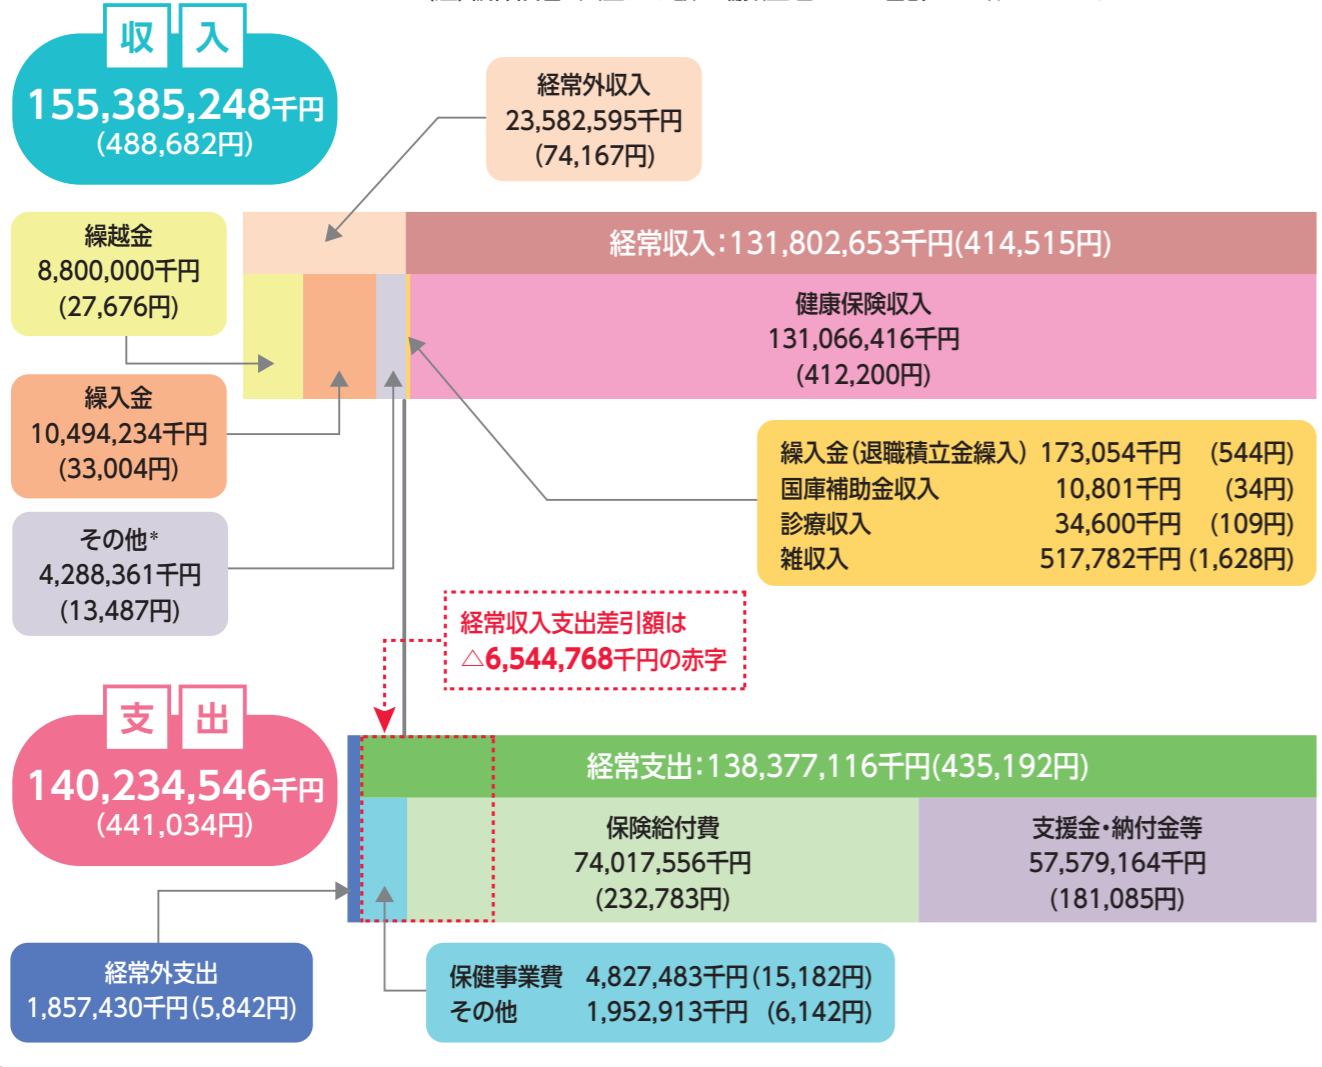 収入
155,385,248千円
(488,682円)
経常外収入
23,582,595千円
(74,167円)
繰越金
8,800,000千円
(27,676円)
経常収入：131,802,653千円(414,515円)
健康保険収入
131,066,416千円
(412,200円)
繰入金
10,494,234千円
(33,004円)
その他*
4,288,361千円
(13,487円)
繰入金（退職積立金繰入） 173,054千円 (544円)
国庫補助金収入 10,801千円 (34円)
診療収入 34,600千円 (109円)
雑収入 517,782千円 (1,628円)
経常収入支出差引額は
△6,544,768千円の赤字
支出
140,234,546千円
(441,034円)
経常支出：138,377,116千円(435,192円)
保険給付費
74,017,556千円
(232,783円)
支援金・納付金等
57,579,164千円
(181,085円)
経常外支出
1,857,430千円(5,842円)
保健事業費 4,827,483千円(15,182円)
その他 1,952,913千円 (6,142円)